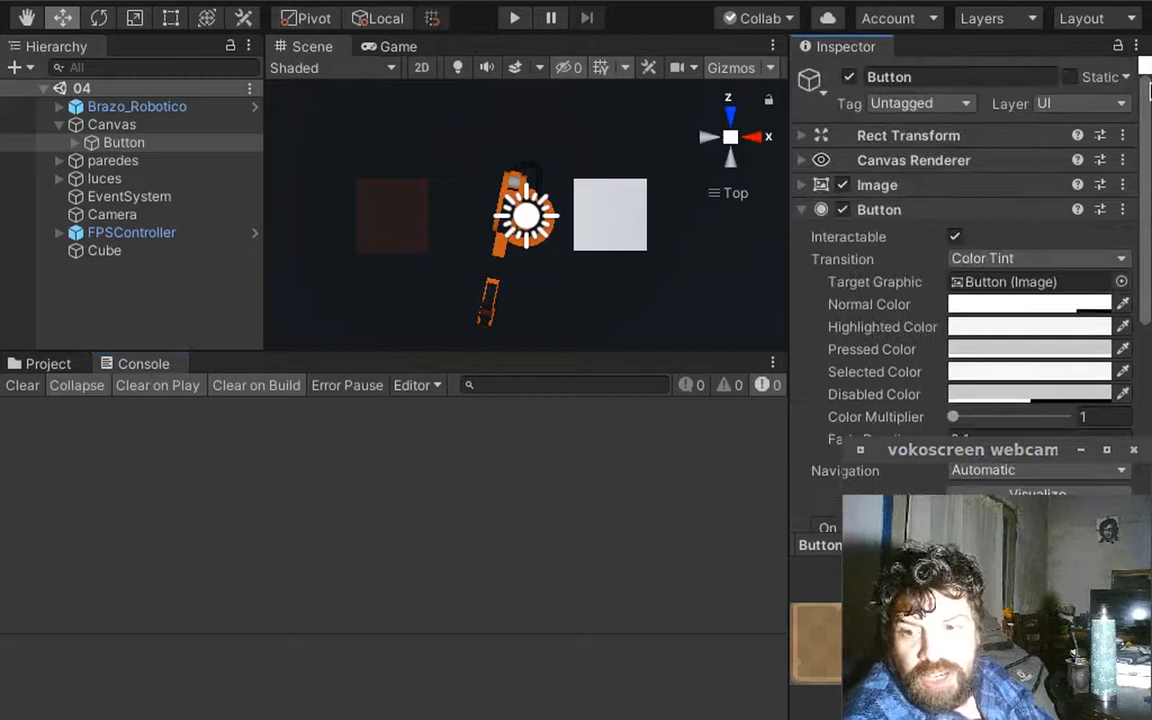 Pivot Local Collab Account Layers Layout
Hierarchy
All
04
Brazo_Robotico
Canvas
Button
paredes
luces
EventSystem
Camera
FPSController
Cube
Scene Game
Shaded 2D 0 Gizmos
z
x
Top
Project Console
Clear Collapse Clear on Play Clear on Build Error Pause Editor 0 0 0
Inspector
Button Static
Tag Untagged Layer UI
Rect Transform
Canvas Renderer
Image
Button
Interactable
Transition Color Tint
Target Graphic Button (Image)
Normal Color
Highlighted Color
Pressed Color
Selected Color
Disabled Color
Color Multiplier 1
vokoscreen webcam
Navigation Automatic
Visualize
On
Button